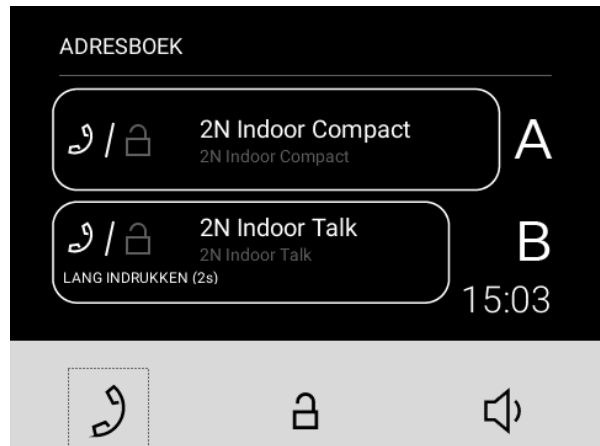 ADRESBOEK
2N Indoor Compact
2N Indoor Compact
A
2N Indoor Talk
2N Indoor Talk
B
LANG INDRUKKEN (2s)
15:03